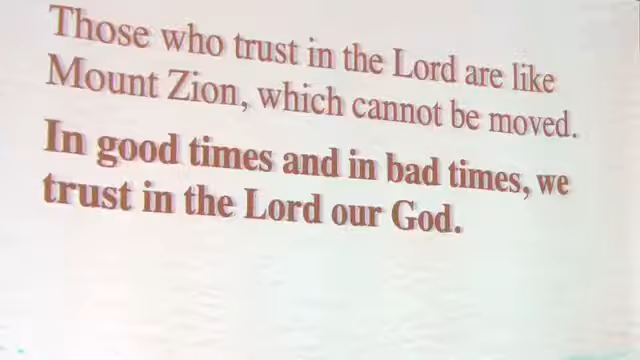 Those who trust in the Lord are like
Mount Zion, which cannot be moved.
In good times and in bad times, we
trust in the Lord our God.